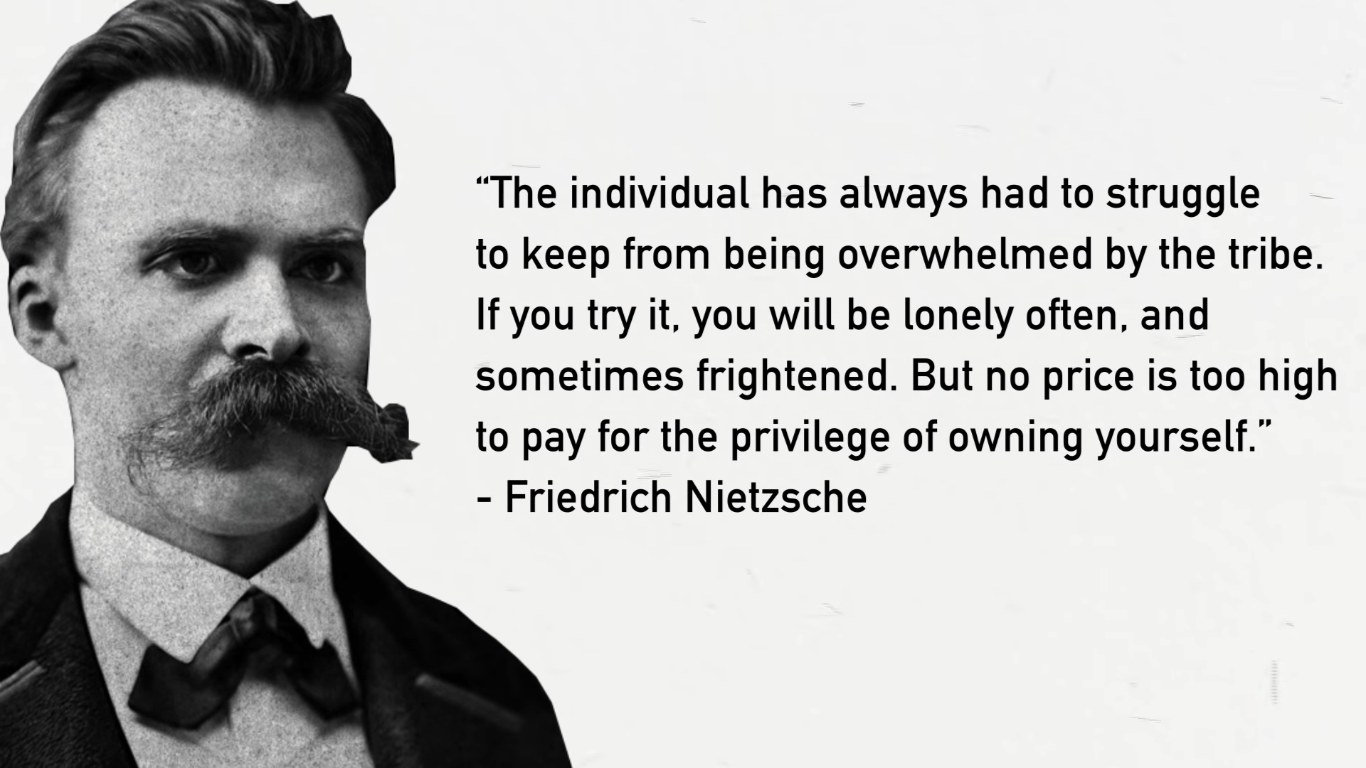 “The individual has always had to struggle
to keep from being overwhelmed by the tribe.
If you try it, you will be lonely often, and
sometimes frightened. But no price is too high
to pay for the privilege of owning yourself.”
- Friedrich Nietzsche